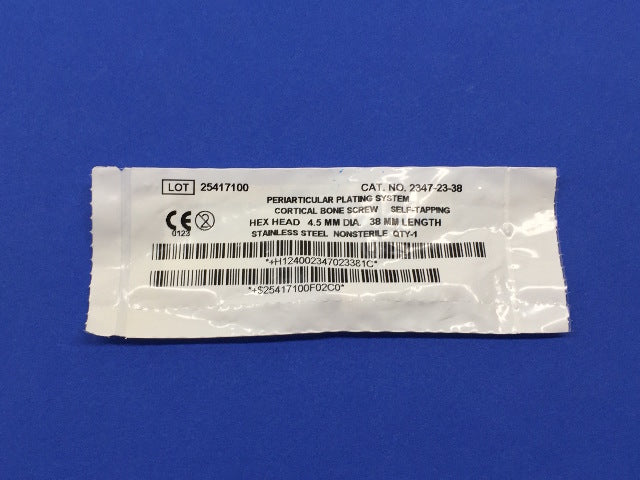 LOT 25417100 CAT. NO. 2347-23-38
PERIARTICULAR PLATING SYSTEM
CORTICAL BONE SCREW SELF-TAPPING
HEX HEAD 4.5 MM DIA. 38 MM LENGTH
STAINLESS STEEL NONSTERILE QTY-1
CE 2
0123
*+H124002347023381C*
*+$25417100F02C0*